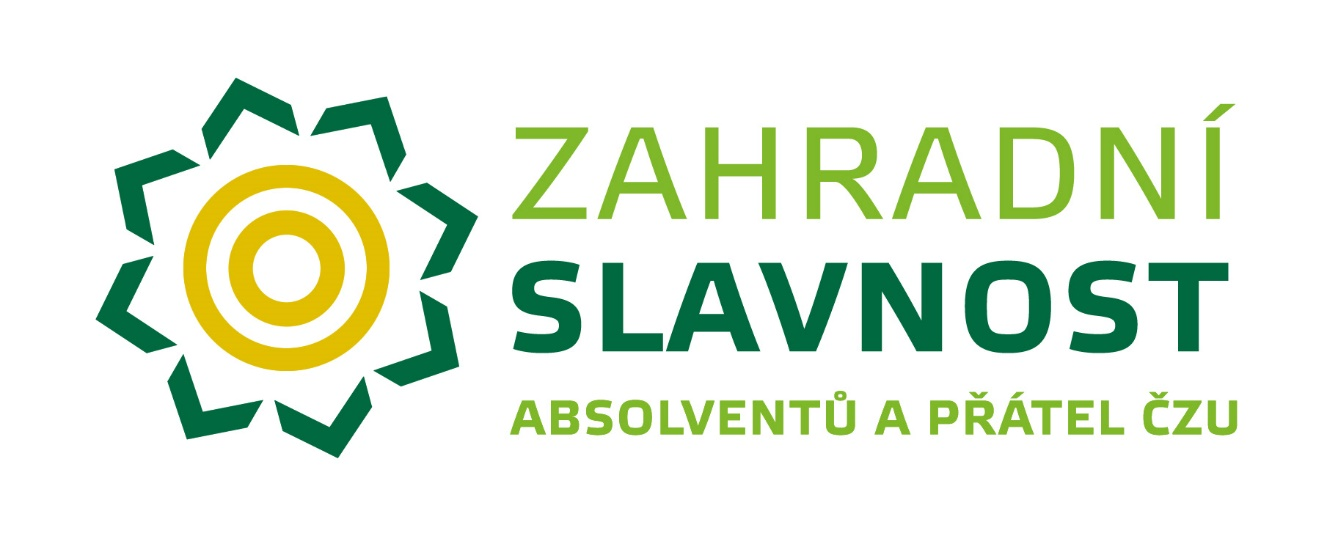 ZAHRADNÍ
SLAVNOST
ABSOLVENTŮ A PŘÁTEL ČZU